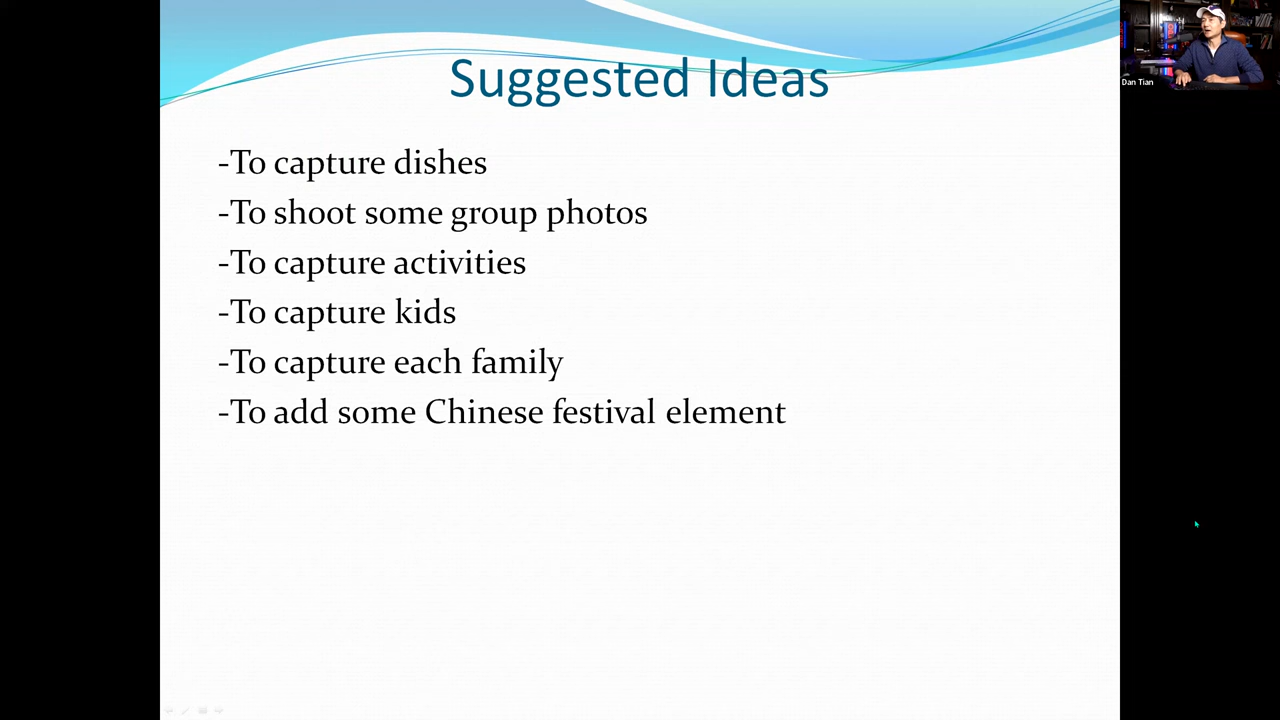 Suggested Ideas
Dan Tian
-To capture dishes
-To shoot some group photos
-To capture activities
-To capture kids
-To capture each family
-To add some Chinese festival element